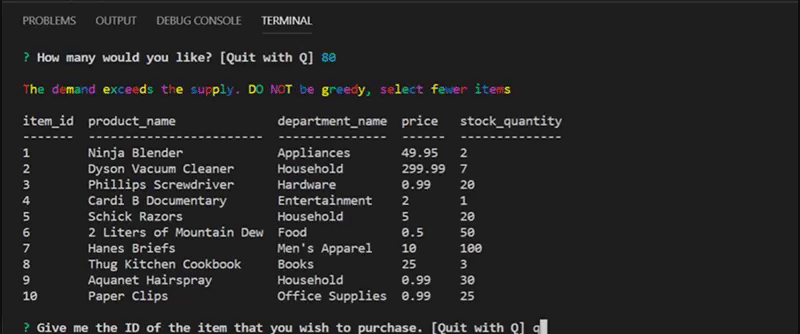 PROBLEMS OUTPUT DEBUG CONSOLE TERMINAL
? How many would you like? [Quit with Q] 80
The demand exceeds the supply. DO NOT be greedy, select fewer items
item_id product_name department_name price stock_quantity
------- ----------------------- --------------- ------ --------------
1 Ninja Blender Appliances 49.95 2
2 Dyson Vacuum Cleaner Household 299.99 7
3 Phillips Screwdriver Hardware 0.99 20
4 Cardi B Documentary Entertainment 2 1
5 Schick Razors Household 5 20
6 2 Liters of Mountain Dew Food 0.5 50
7 Hanes Briefs Men's Apparel 10 100
8 Thug Kitchen Cookbook Books 25 3
9 Aquanet Hairspray Household 0.99 30
10 Paper Clips Office Supplies 0.99 25
? Give me the ID of the item that you wish to purchase. [Quit with Q] q